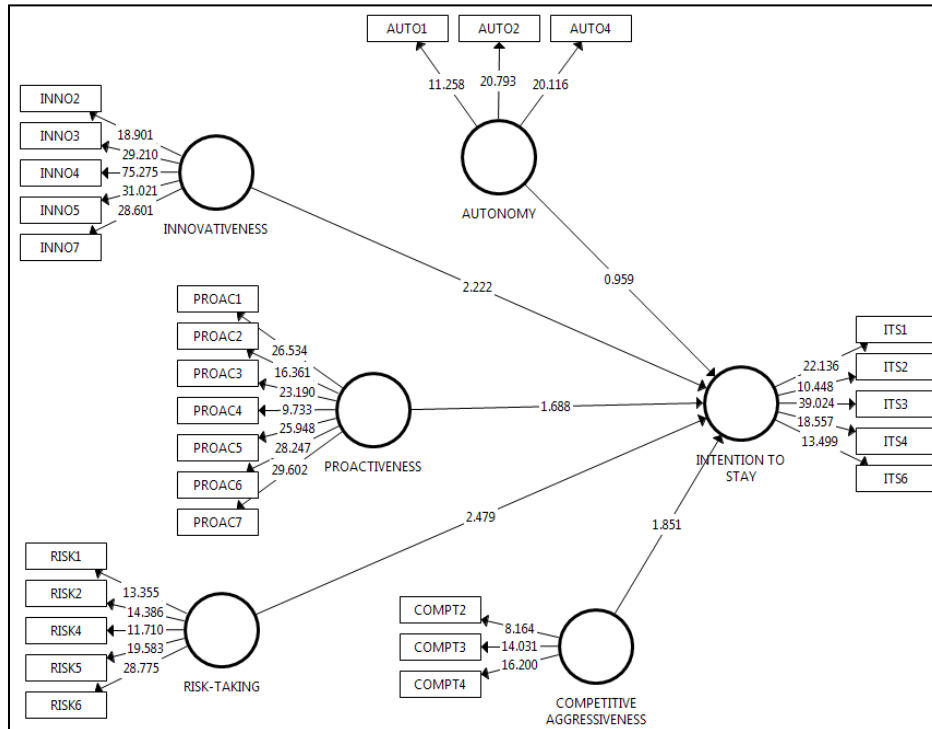 AUTO1
AUTO2
AUTO4
11.258
20.793
20.116
AUTONOMY
0.959
INNO2
INNO3
INNO4
INNO5
INNO7
18.901
29.210
75.275
31.021
28.601
INNOVATIVENESS
2.222
PROAC1
PROAC2
PROAC3
PROAC4
PROAC5
PROAC6
PROAC7
26.534
16.361
23.190
9.733
25.948
28.247
29.602
PROACTIVENESS
1.688
ITS1
ITS2
ITS3
ITS4
ITS6
22.136
10.448
39.024
18.557
13.499
INTENTION TO
STAY
RISK1
RISK2
RISK4
RISK5
RISK6
13.355
14.386
11.710
19.583
28.775
RISK-TAKING
2.479
COMPT2
COMPT3
COMPT4
8.164
14.031
16.200
COMPETITIVE
AGGRESSIVENESS
1.851